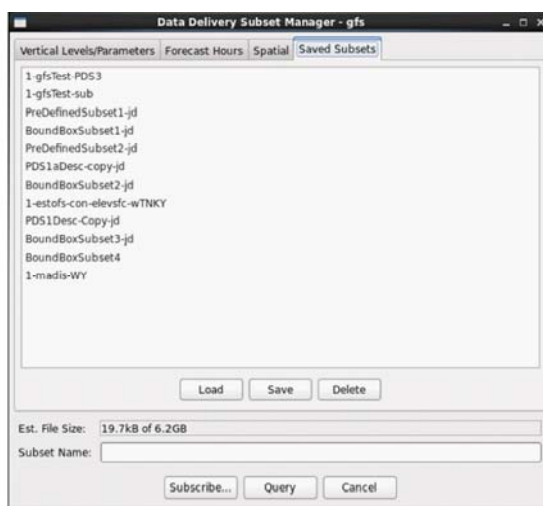 Data Delivery Subset Manager - gfs
Vertical Levels/Parameters Forecast Hours Spatial Saved Subsets
1-gfsTest-PDS3
1-gfsTest-sub
PreDefinedSubset1-jd
BoundBoxSubset1-jd
PreDefinedSubset2-jd
PDS1aDesc-copy-jd
BoundBoxSubset2-jd
1-estofs-con-elevsfc-wTNKY
PDS1Desc-Copy-jd
BoundBoxSubset3-jd
BoundBoxSubset4
1-madis-WY
Load Save Delete
Est. File Size: 19.7kB of 6.2GB
Subset Name:
Subscribe... Query Cancel